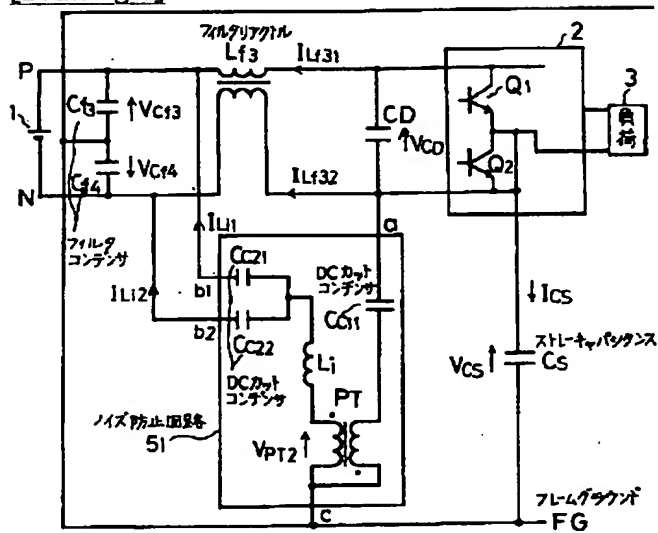 フィルタリアクトル
Lf3
ILf31
2
P
Cf3
VCf3
1
CD
VCD
Q1
Q2
3
負荷
VCf4
Cf4
N
ILf32
フィルタ
コンデンサ
ILi1
ILi2
b1
b2
CC21
CC22
DCカット
コンデンサ
a
DCカット
コンデンサ
CC11
Li
PT
VPT2
ノイズ防止回路
51
c
ICS
ストレーキャパシタンス
VCS
CS
フレームグラウンド
FG